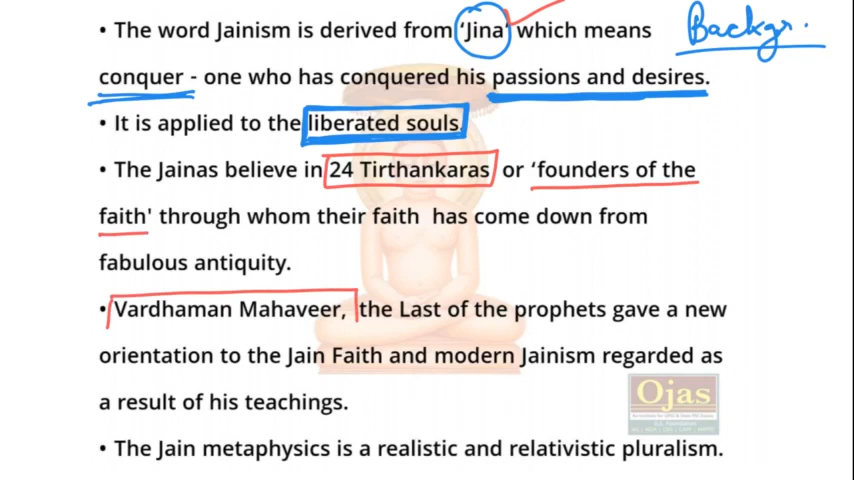 • The word Jainism is derived from ‘Jina’ which means
Backgr.
conquer - one who has conquered his passions and desires.
• It is applied to the liberated souls.
• The Jainas believe in 24 Tirthankaras or ‘founders of the
faith' through whom their faith has come down from
fabulous antiquity.
• Vardhaman Mahaveer, the Last of the prophets gave a new
orientation to the Jain Faith and modern Jainism regarded as
a result of his teachings.
Ojas
• The Jain metaphysics is a realistic and relativistic pluralism.